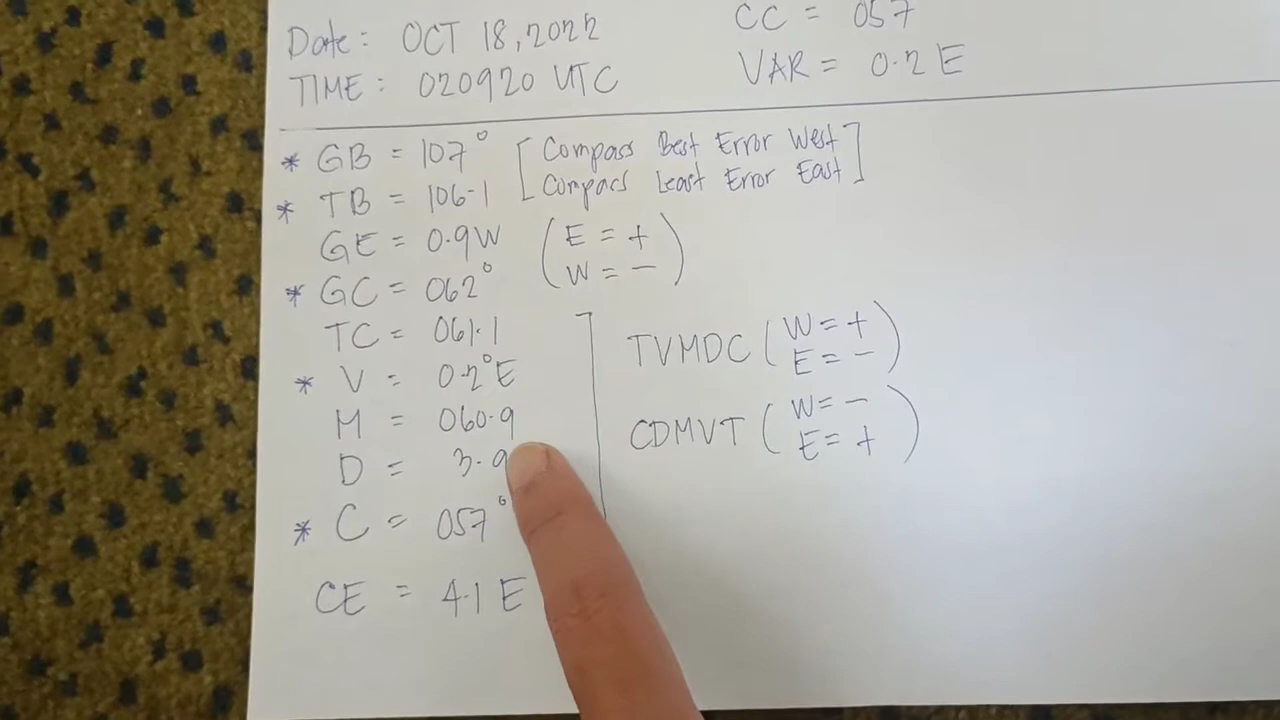 Date: OCT 18, 2022
CC = 057
TIME: 020920 UTC
VAR = 0.2 E
* GB = 107° [Compass Best Error West]
* TB = 106.1 [Compass Least Error East]
GE = 0.9W (E = +
W = -)
* GC = 062°
TC = 061.1
* V = 0.2°E
M = 060.9
D = 3.9
* C = 057°
CE = 4.1 E
TVMDC (W = +
E = -)
CDMVT (W = -
E = +)